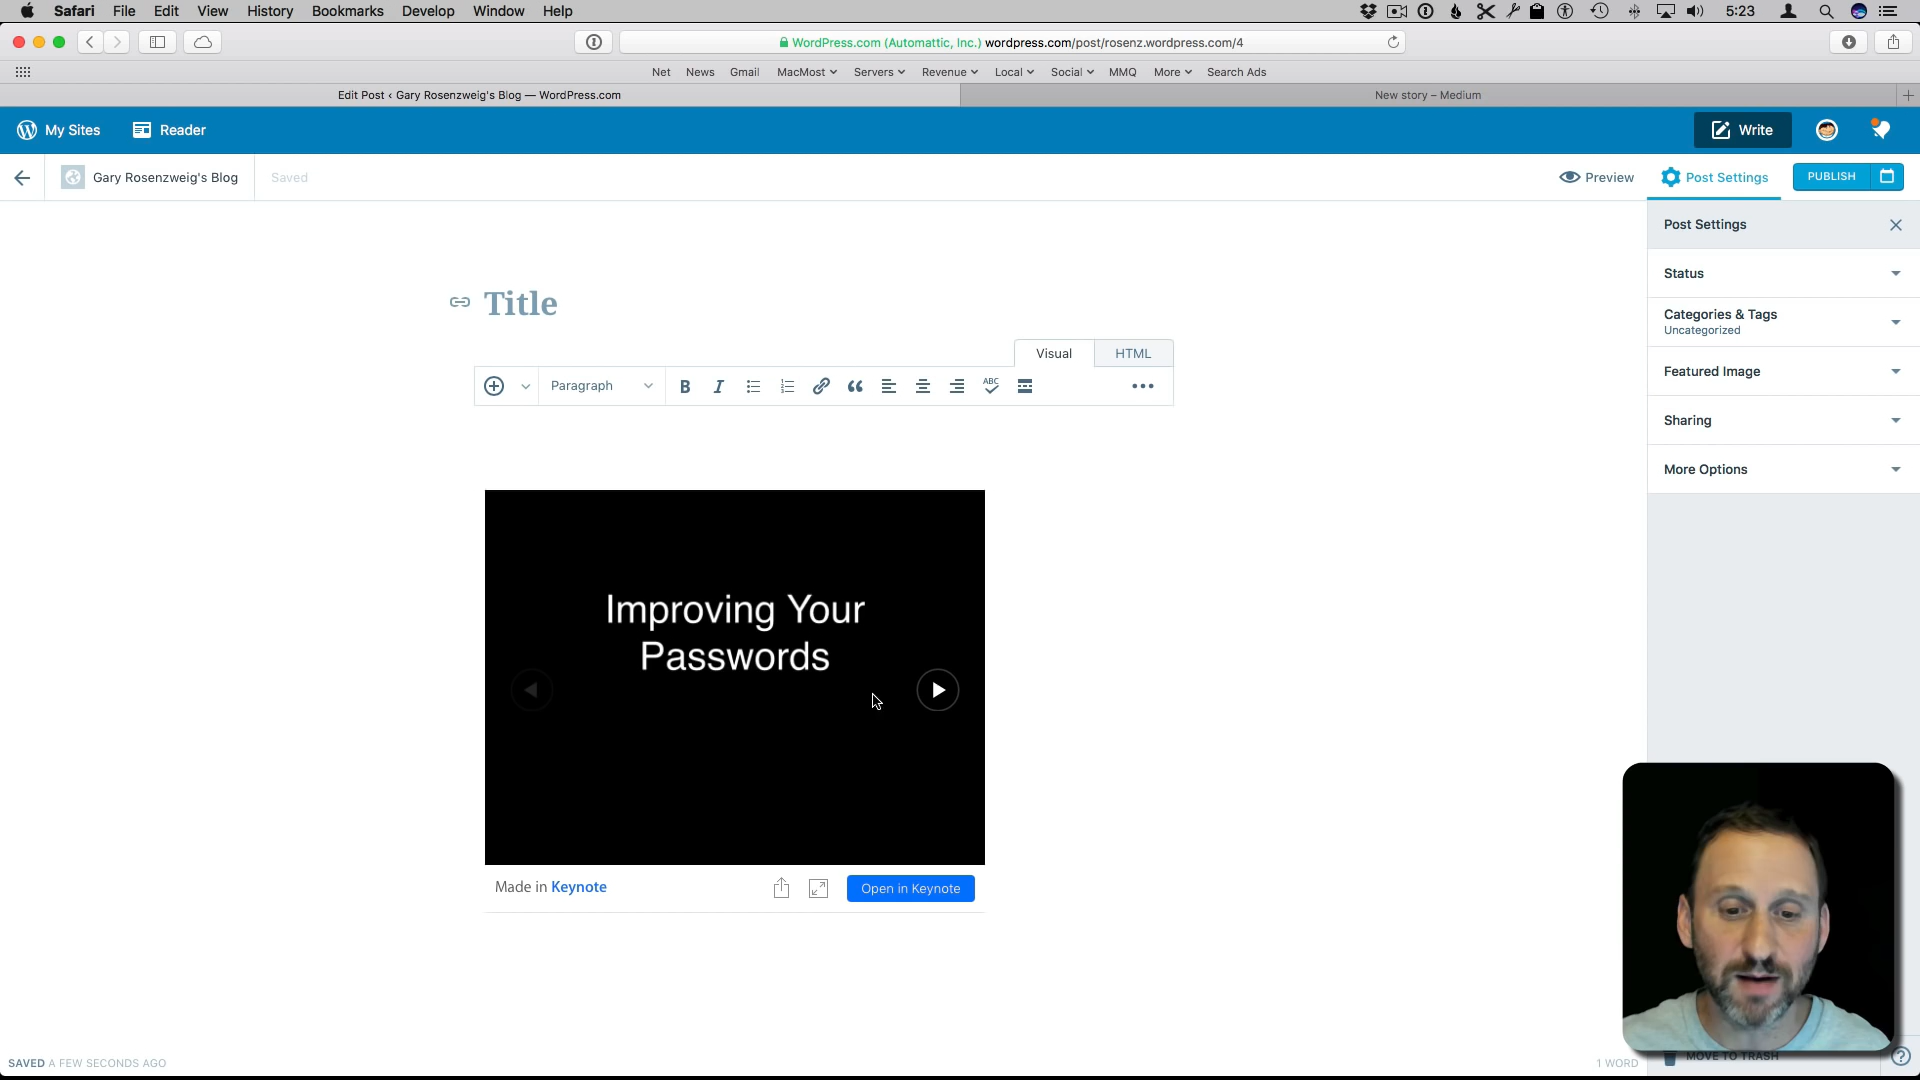 Safari File Edit View History Bookmarks Develop Window Help 5:23
WordPress.com (Automattic, Inc.) wordpress.com/post/rosenz.wordpress.com/4
Net News Gmail MacMost Servers Revenue Local Social MMQ More Search Ads
Edit Post ‹ Gary Rosenzweig's Blog — WordPress.com New story – Medium
My Sites Reader Write
Gary Rosenzweig's Blog Saved Preview Post Settings PUBLISH
Post Settings
Status
Categories & Tags
Uncategorized
Featured Image
Sharing
More Options
Title
Visual HTML
Paragraph B I ABC
Improving Your
Passwords
Made in Keynote Open in Keynote
SAVED A FEW SECONDS AGO 1 WORD MOVE TO TRASH